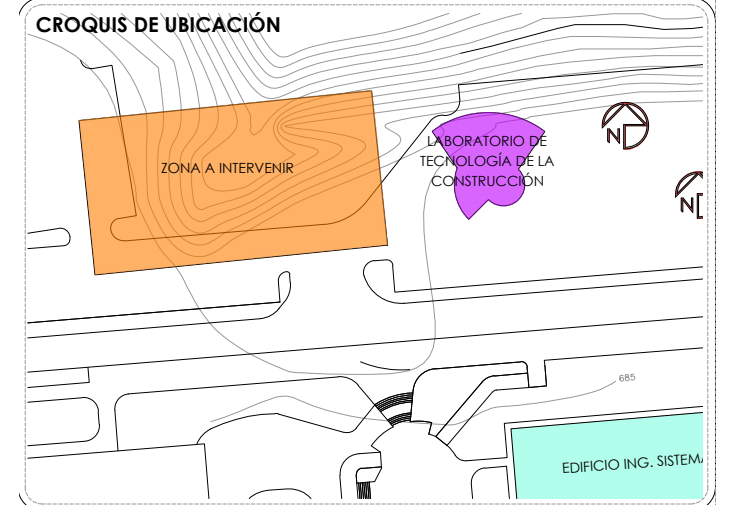 CROQUIS DE UBICACIÓN
ZONA A INTERVENIR
LABORATORIO DE
TECNOLOGÍA DE LA
CONSTRUCCIÓN
N
N
685
EDIFICIO ING. SISTEMA